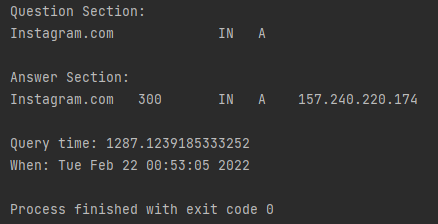 Question Section:
Instagram.com IN A
Answer Section:
Instagram.com 300 IN A 157.240.220.174
Query time: 1287.1239185333252
When: Tue Feb 22 00:53:05 2022
Process finished with exit code 0